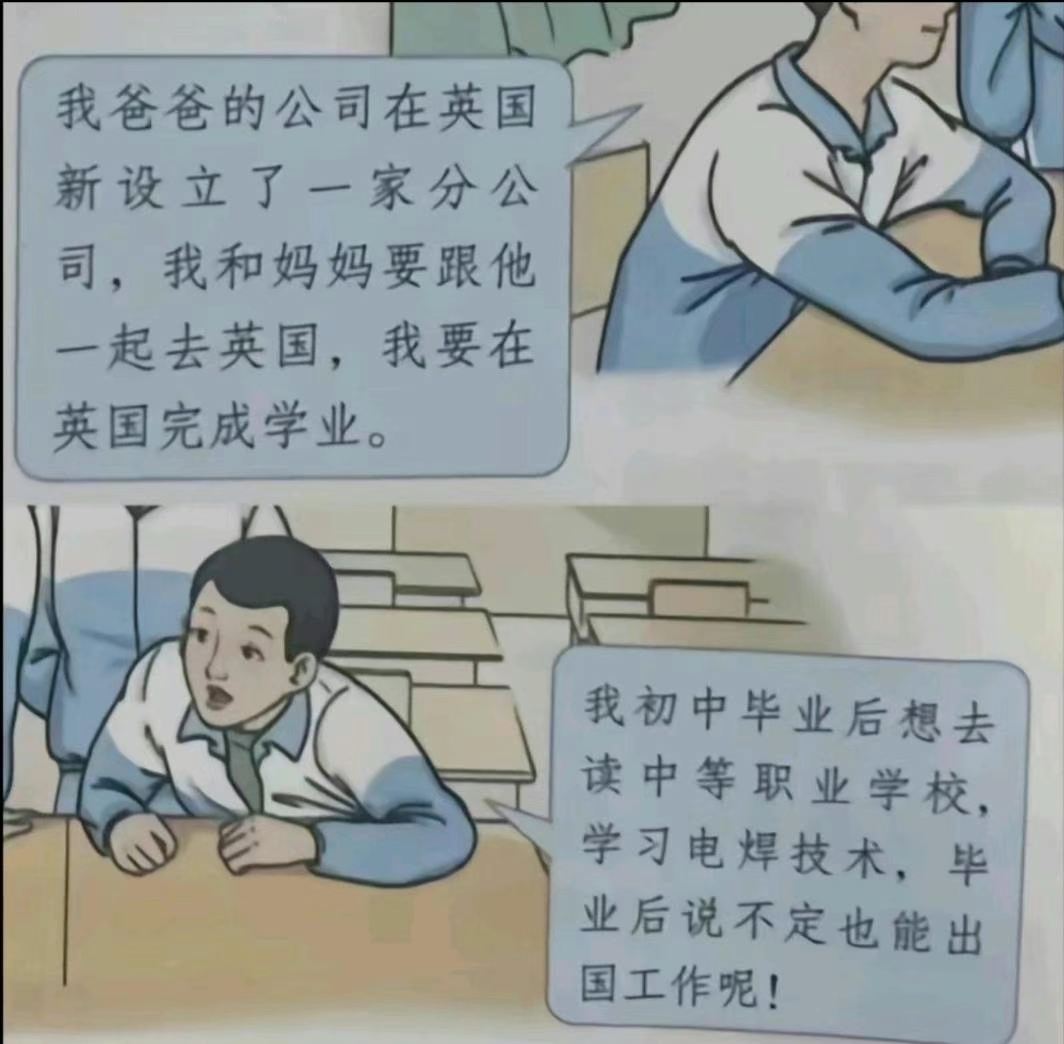 我爸爸的公司在英国
新设立了一家分公
司，我和妈妈要跟他
一起去英国，我要在
英国完成学业。
我初中毕业后想去
读中等职业学校，
学习电焊技术，毕
业后说不定也能出
国工作呢！